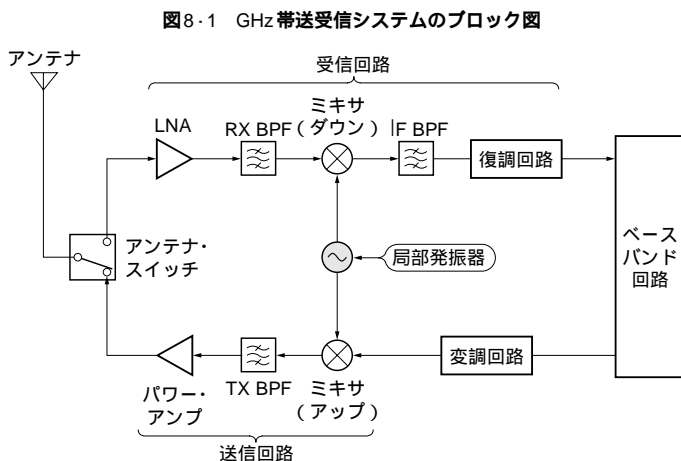 図8・1 GHz帯送受信システムのブロック図
アンテナ
受信回路
LNA
RX BPF
ミキサ
(ダウン)
IF BPF
復調回路
アンテナ・
スイッチ
局部発振器
ベース
バンド
回路
変調回路
パワー・
アンプ
TX BPF
ミキサ
(アップ)
送信回路